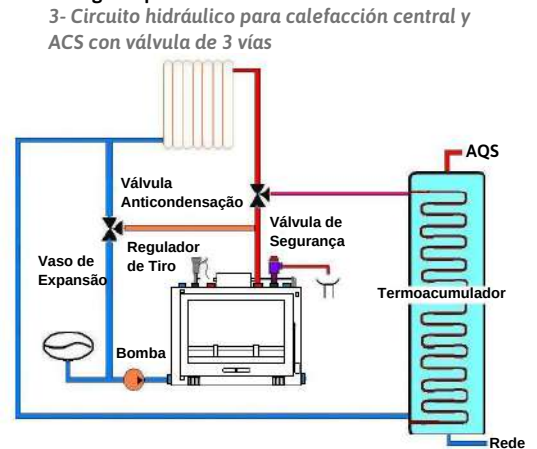 3- Circuito hidráulico para calefacción central y
ACS con válvula de 3 vías
AQS
Válvula
Anticondensação
Válvula de
Segurança
Regulador
de Tiro
Vaso de
Expansão
Termoacumulador
Bomba
Rede